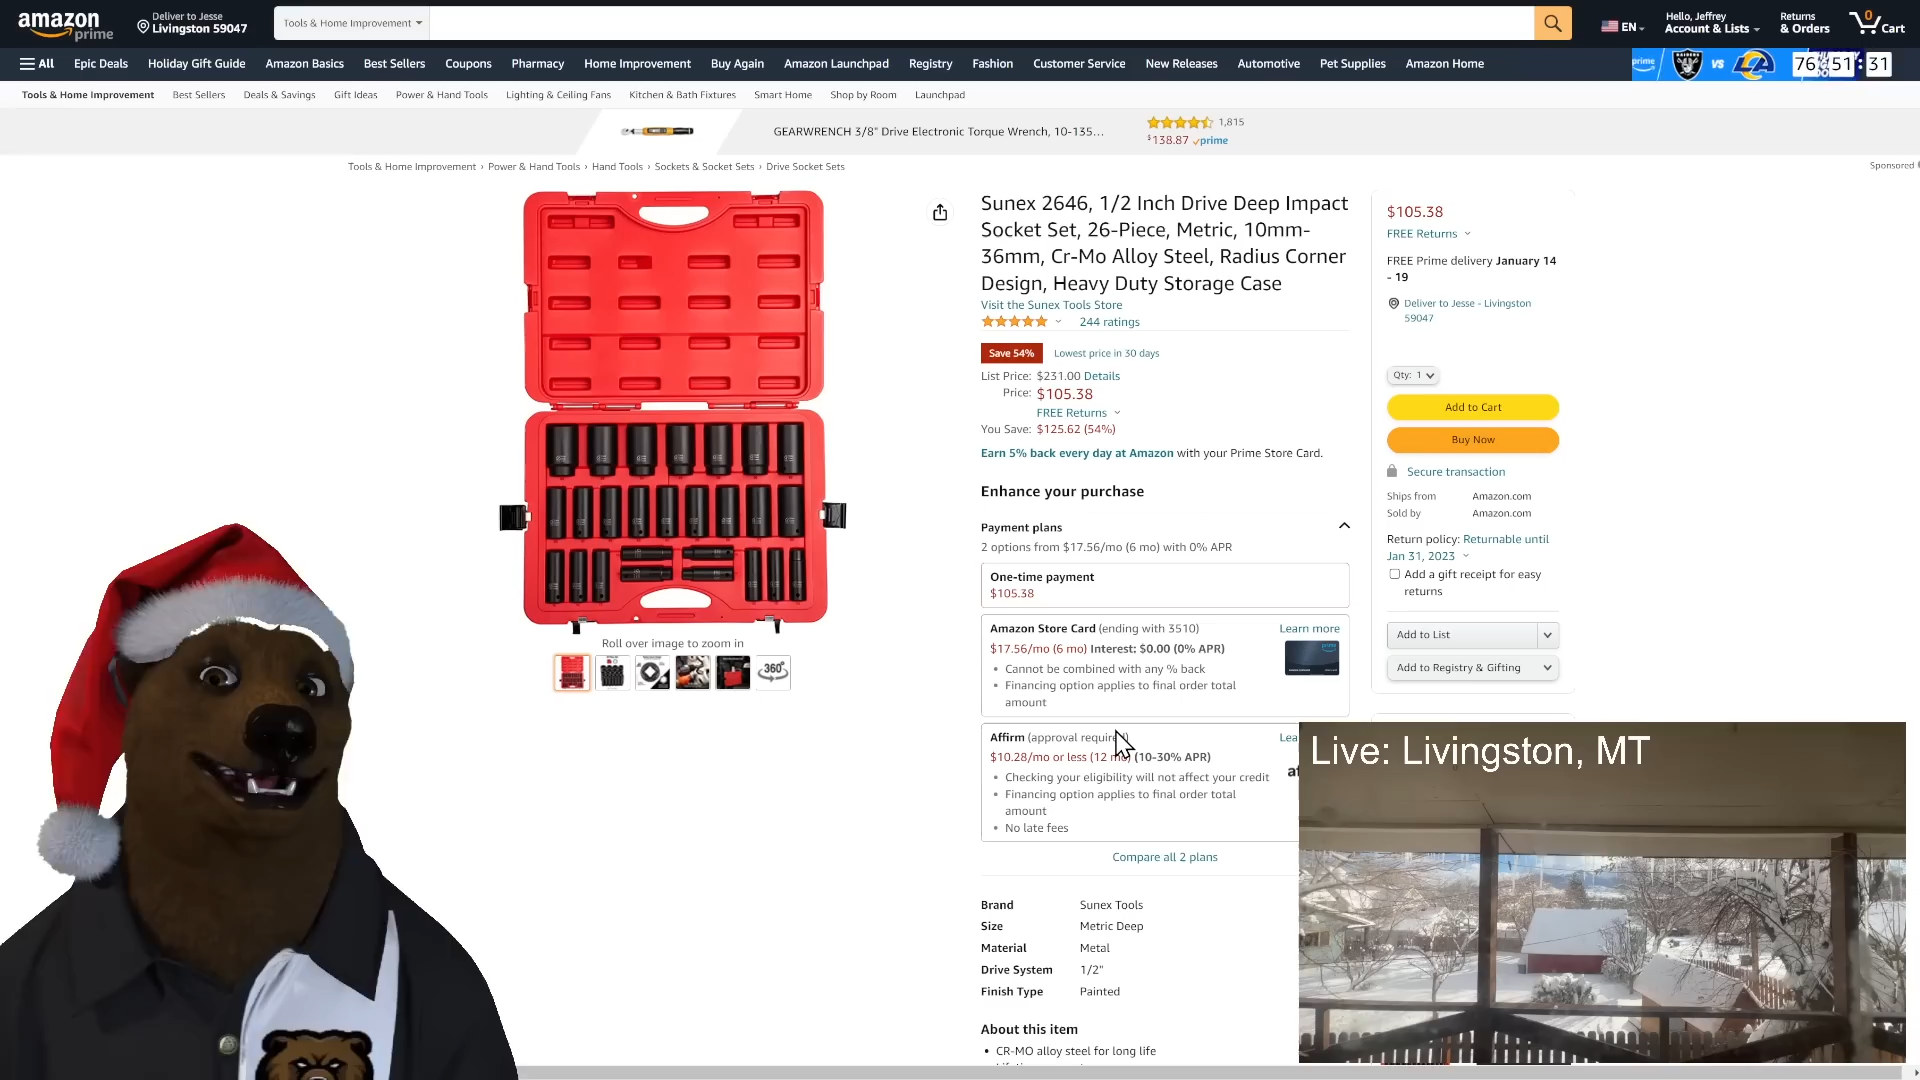 amazon
prime
Deliver to Jesse
Livingston 59047
Tools & Home Improvement
EN
Hello, Jeffrey
Account & Lists
Returns
& Orders
0
Cart
All
Epic Deals
Holiday Gift Guide
Amazon Basics
Best Sellers
Coupons
Pharmacy
Home Improvement
Buy Again
Amazon Launchpad
Registry
Fashion
Customer Service
New Releases
Automotive
Pet Supplies
Amazon Home
prime
RAIDERS
VS
76:51:31
Tools & Home Improvement
Best Sellers
Deals & Savings
Gift Ideas
Power & Hand Tools
Lighting & Ceiling Fans
Kitchen & Bath Fixtures
Smart Home
Shop by Room
Launchpad
GEARWRENCH 3/8" Drive Electronic Torque Wrench, 10-135...
1,815
$138.87 prime
Tools & Home Improvement › Power & Hand Tools › Hand Tools › Sockets & Socket Sets › Drive Socket Sets
Sponsored
Roll over image to zoom in
360°
Sunex 2646, 1/2 Inch Drive Deep Impact
Socket Set, 26-Piece, Metric, 10mm-
36mm, Cr-Mo Alloy Steel, Radius Corner
Design, Heavy Duty Storage Case
Visit the Sunex Tools Store
244 ratings
Save 54%
Lowest price in 30 days
List Price: $231.00 Details
Price: $105.38
FREE Returns
You Save: $125.62 (54%)
Earn 5% back every day at Amazon with your Prime Store Card.
Enhance your purchase
Payment plans
2 options from $17.56/mo (6 mo) with 0% APR
One-time payment
$105.38
Amazon Store Card (ending with 3510)
Learn more
$17.56/mo (6 mo) Interest: $0.00 (0% APR)
• Cannot be combined with any % back
• Financing option applies to final order total
amount
Affirm (approval required)
Lea
$10.28/mo or less (12 mo) (10-30% APR)
af
• Checking your eligibility will not affect your credit
• Financing option applies to final order total
amount
• No late fees
Compare all 2 plans
Brand Sunex Tools
Size Metric Deep
Material Metal
Drive System 1/2"
Finish Type Painted
About this item
• CR-MO alloy steel for long life
$105.38
FREE Returns
FREE Prime delivery January 14
- 19
Deliver to Jesse - Livingston
59047
Qty: 1
Add to Cart
Buy Now
Secure transaction
Ships from Amazon.com
Sold by Amazon.com
Return policy: Returnable until
Jan 31, 2023
Add a gift receipt for easy
returns
Add to List
Add to Registry & Gifting
Live: Livingston, MT